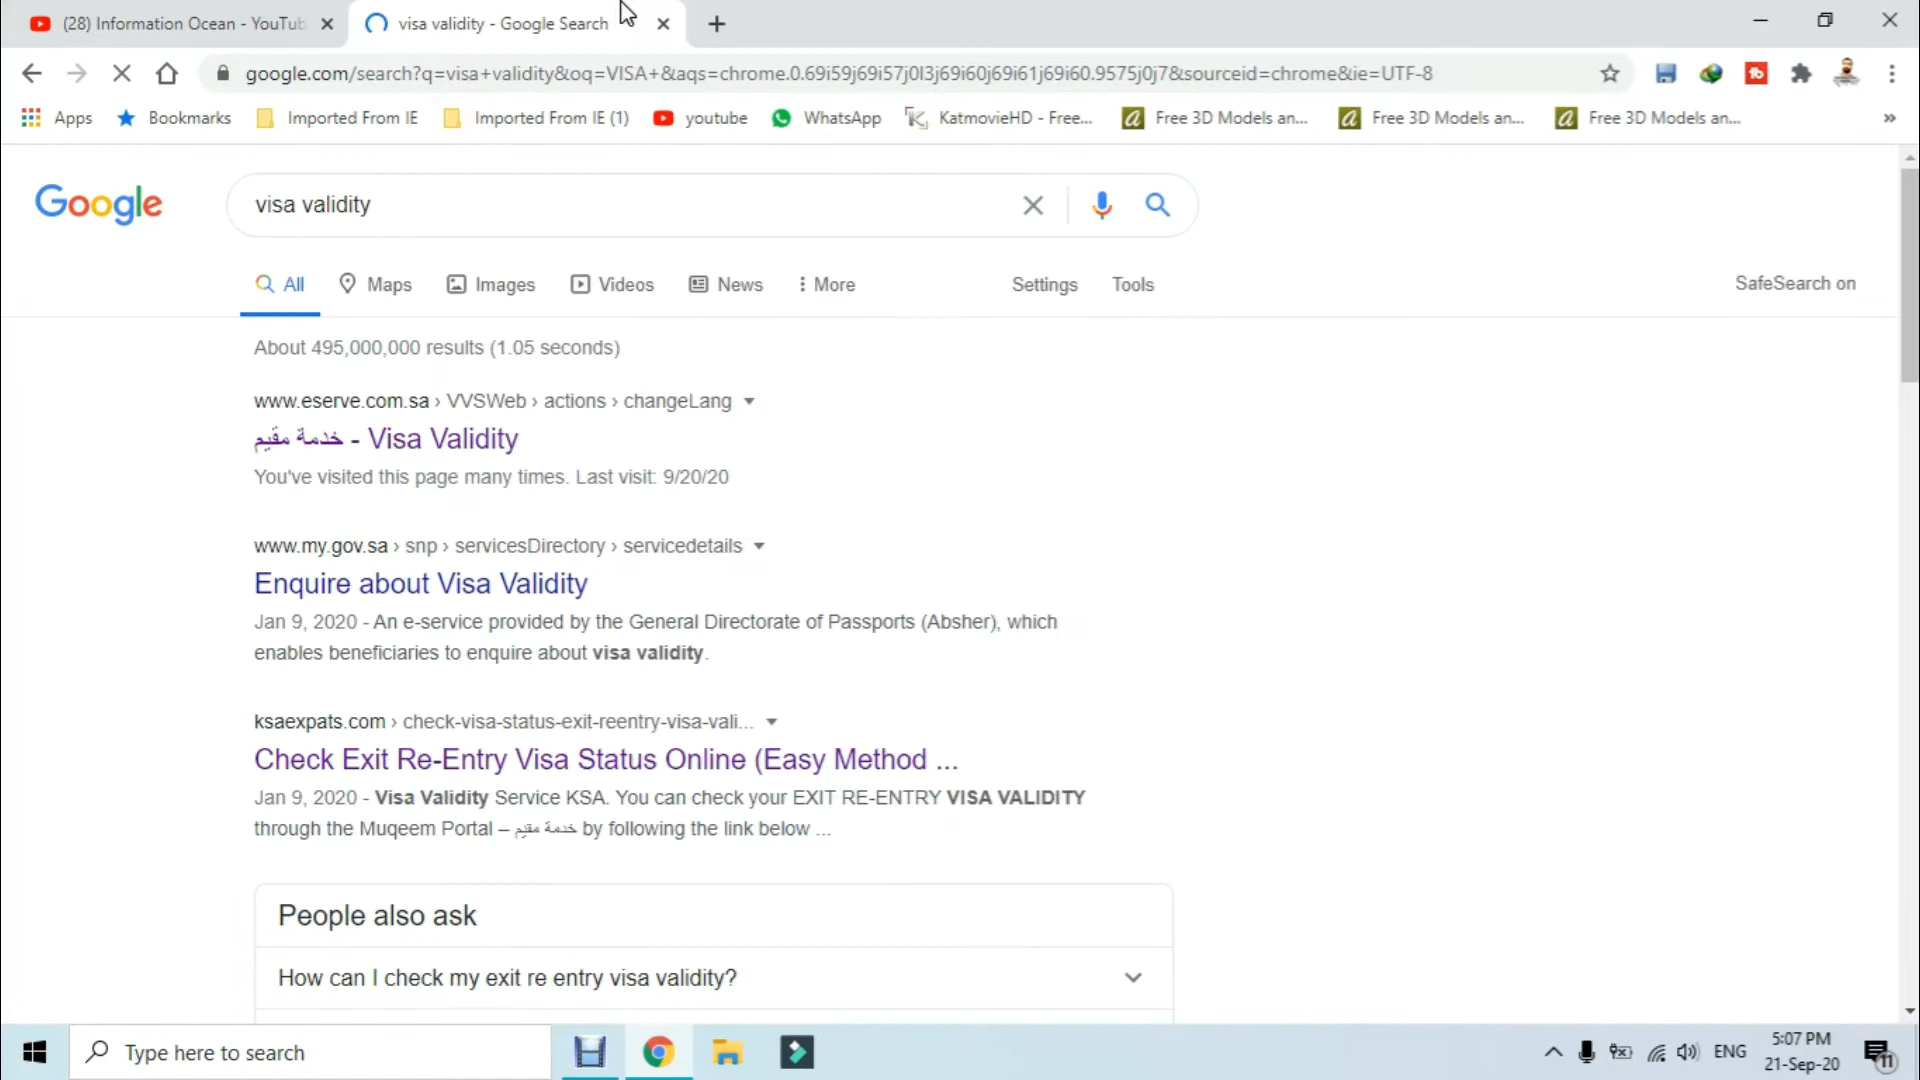 (28) Information Ocean - YouTub
visa validity - Google Search
google.com/search?q=visa+validity&oq=VISA+&aqs=chrome.0.69i59j69i57j0l3j69i60j69i61j69i60.9575j0j7&sourceid=chrome&ie=UTF-8
Apps Bookmarks Imported From IE Imported From IE (1) youtube WhatsApp KatmovieHD - Free... Free 3D Models an... Free 3D Models an... Free 3D Models an... »
Google
visa validity
All Maps Images Videos News More Settings Tools SafeSearch on
About 495,000,000 results (1.05 seconds)
www.eserve.com.sa › VVSWeb › actions › changeLang
خدمة مقيم - Visa Validity
You've visited this page many times. Last visit: 9/20/20
www.my.gov.sa › snp › servicesDirectory › servicedetails
Enquire about Visa Validity
Jan 9, 2020 - An e-service provided by the General Directorate of Passports (Absher), which
enables beneficiaries to enquire about visa validity.
ksaexpats.com › check-visa-status-exit-reentry-visa-vali...
Check Exit Re-Entry Visa Status Online (Easy Method ...
Jan 9, 2020 - Visa Validity Service KSA. You can check your EXIT RE-ENTRY VISA VALIDITY
through the Muqeem Portal – خدمة مقيم by following the link below ...
People also ask
How can I check my exit re entry visa validity?
Type here to search
ENG
5:07 PM
21-Sep-20
11